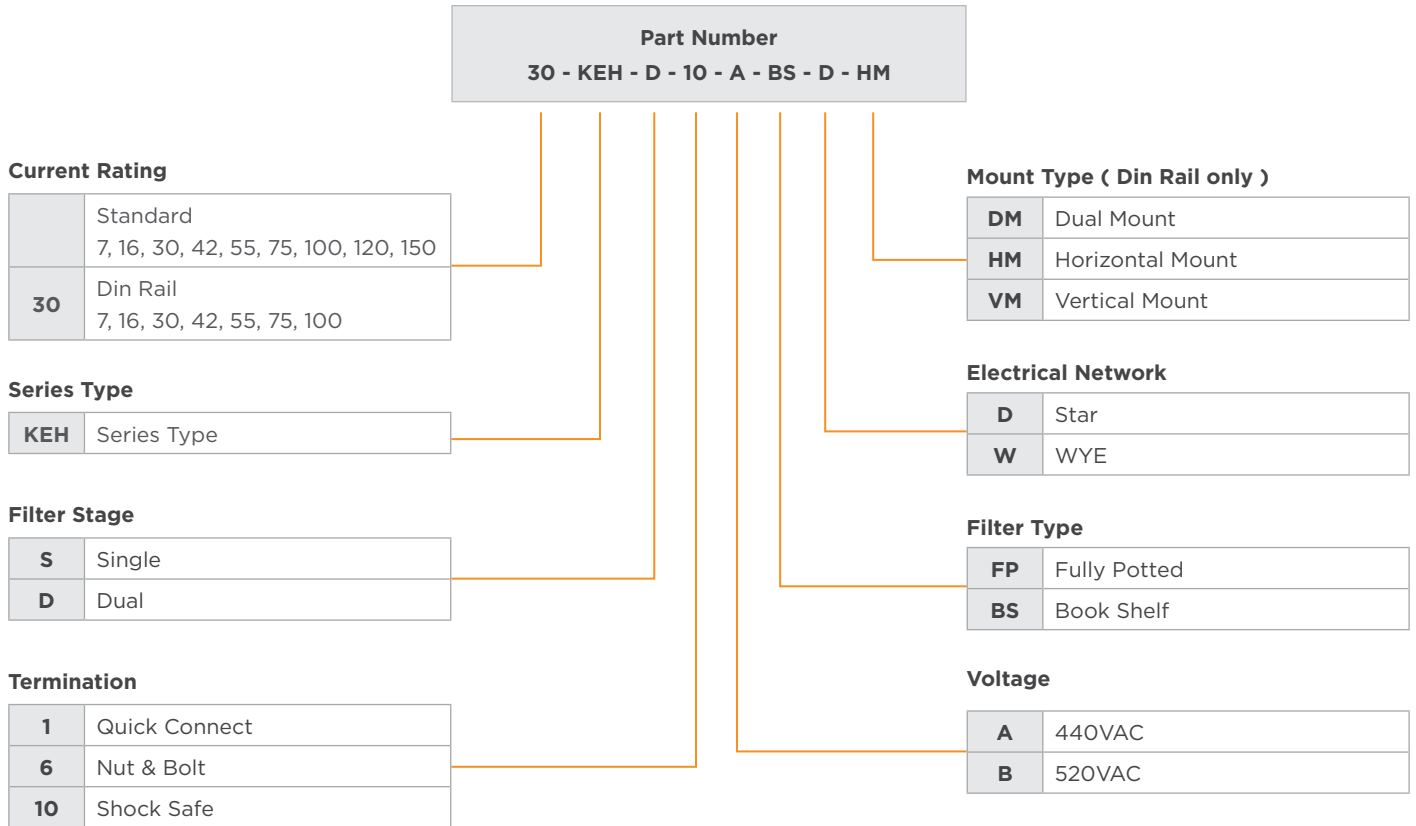 Part Number
30 - KEH - D - 10 - A - BS - D - HM
Current Rating
Standard
7, 16, 30, 42, 55, 75, 100, 120, 150
30 Din Rail
7, 16, 30, 42, 55, 75, 100
Series Type
KEH Series Type
Filter Stage
S Single
D Dual
Termination
1 Quick Connect
6 Nut & Bolt
10 Shock Safe
Mount Type ( Din Rail only )
DM Dual Mount
HM Horizontal Mount
VM Vertical Mount
Electrical Network
D Star
W WYE
Filter Type
FP Fully Potted
BS Book Shelf
Voltage
A 440VAC
B 520VAC